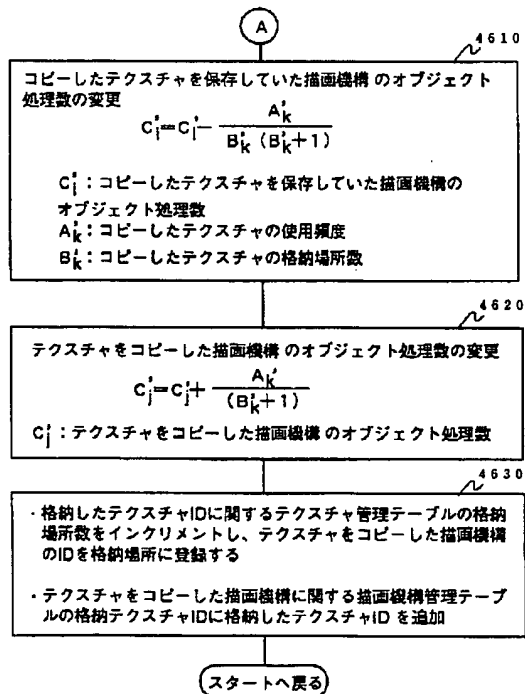 A
4610
コピーしたテクスチャを保存していた描画機構 のオブジェクト
処理数の変更
C'i=C'i− A'k / B'k (B'k+1)
C'i：コピーしたテクスチャを保存していた描画機構の
オブジェクト処理数
A'k：コピーしたテクスチャの使用頻度
B'k：コピーしたテクスチャの格納場所数
4620
テクスチャをコピーした描画機構 のオブジェクト処理数の変更
C'j=C'j+ Ak' / (B'k+1)
C'j：テクスチャをコピーした描画機構 のオブジェクト処理数
4630
・格納したテクスチャIDに関するテクスチャ管理テーブルの格納
場所数をインクリメントし、テクスチャをコピーした描画機構
のIDを格納場所に登録する
・テクスチャをコピーした描画機構に関する描画機構管理テー
ブルの格納テクスチャIDに格納したテクスチャID を追加
スタートへ戻る